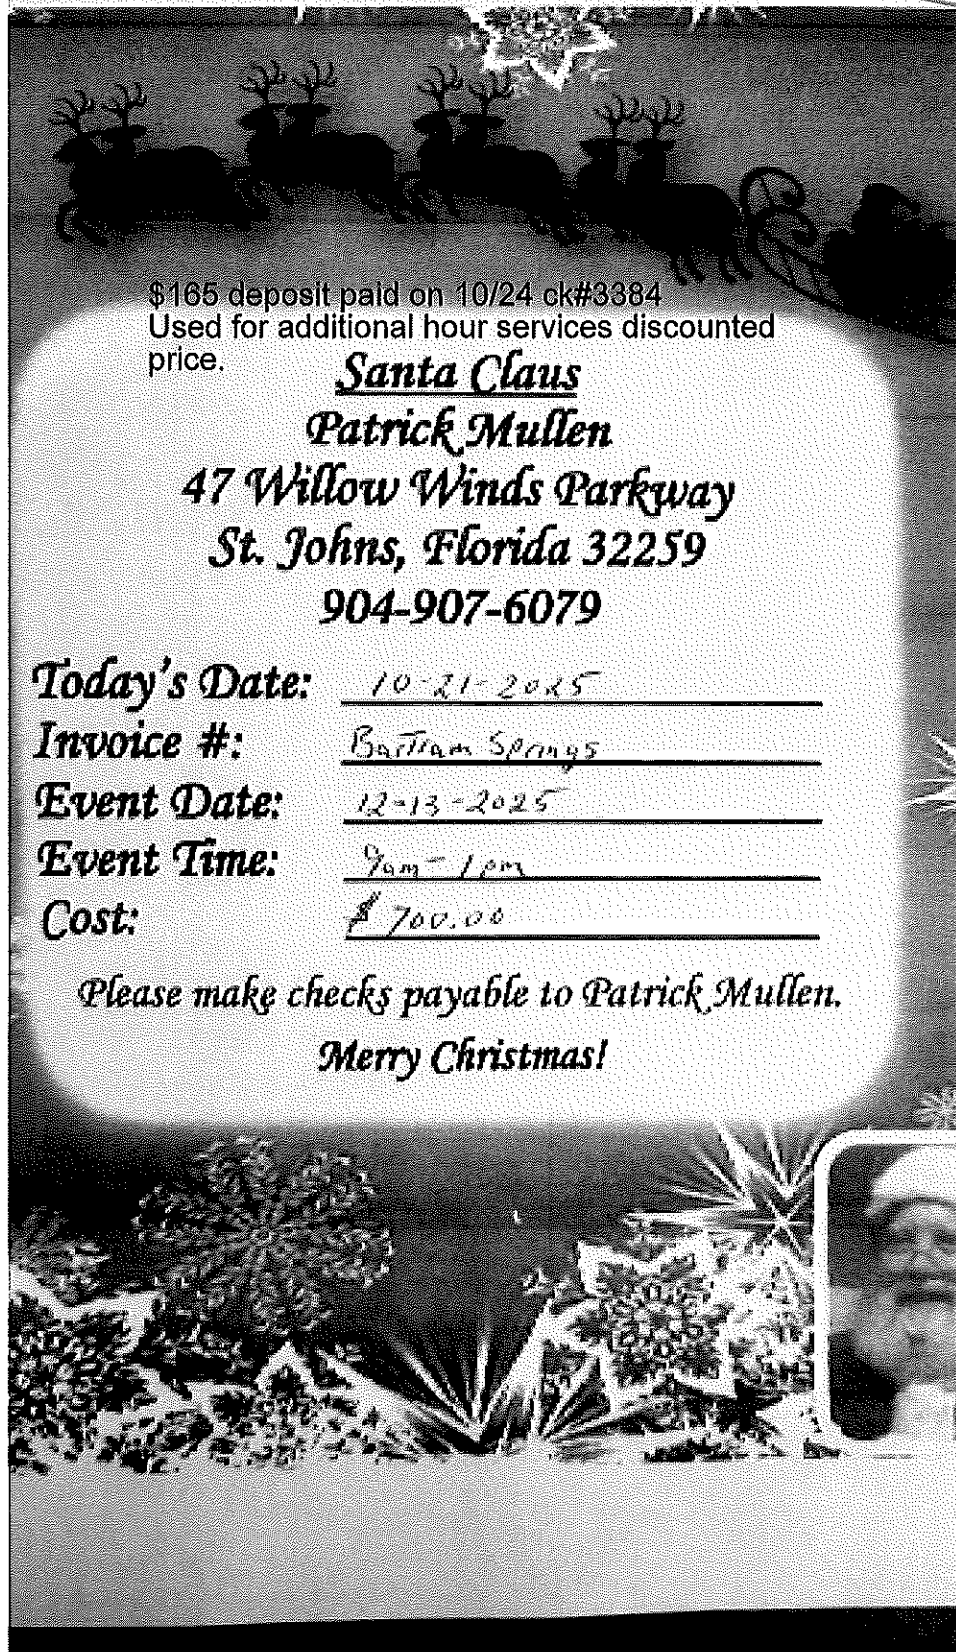 $165 deposit paid on 10/24 ck#3384
Used for additional hour services discounted
price.
Santa Claus
Patrick Mullen
47 Willow Winds Parkway
St. Johns, Florida 32259
904-907-6079
Today's Date: 10-21-2025
Invoice #: Bartram Springs
Event Date: 12-13-2025
Event Time: 9am-1pm
Cost: $700.00
Please make checks payable to Patrick Mullen.
Merry Christmas!